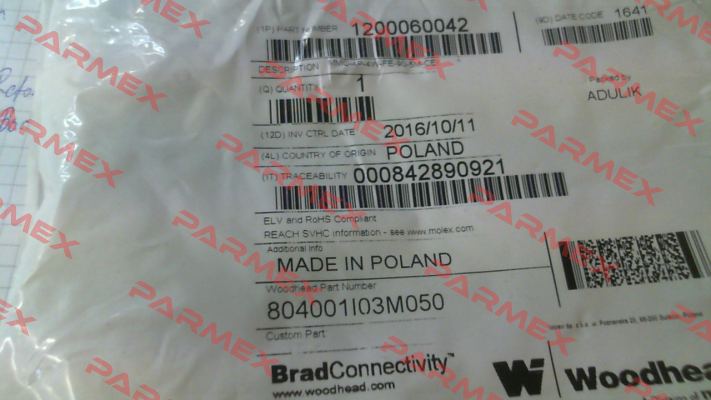 (1P) PART NUMBER 1200060042
(9D) DATE CODE 1641
DESCRIPTION
(Q) QUANTITY 1
Packed by
ADULIK
(12D) INV CTRL DATE 2016/10/11
(4L) COUNTRY OF ORIGIN POLAND
(1T) TRACEABILITY 000842890921
ELV and RoHS Compliant
REACH SVHC information - see www.molex.com
Additional Info
MADE IN POLAND
Woodhead Part Number
804001I03M050
Custom Part
BradConnectivity™
www.woodhead.com
Woodhea
PARMEX